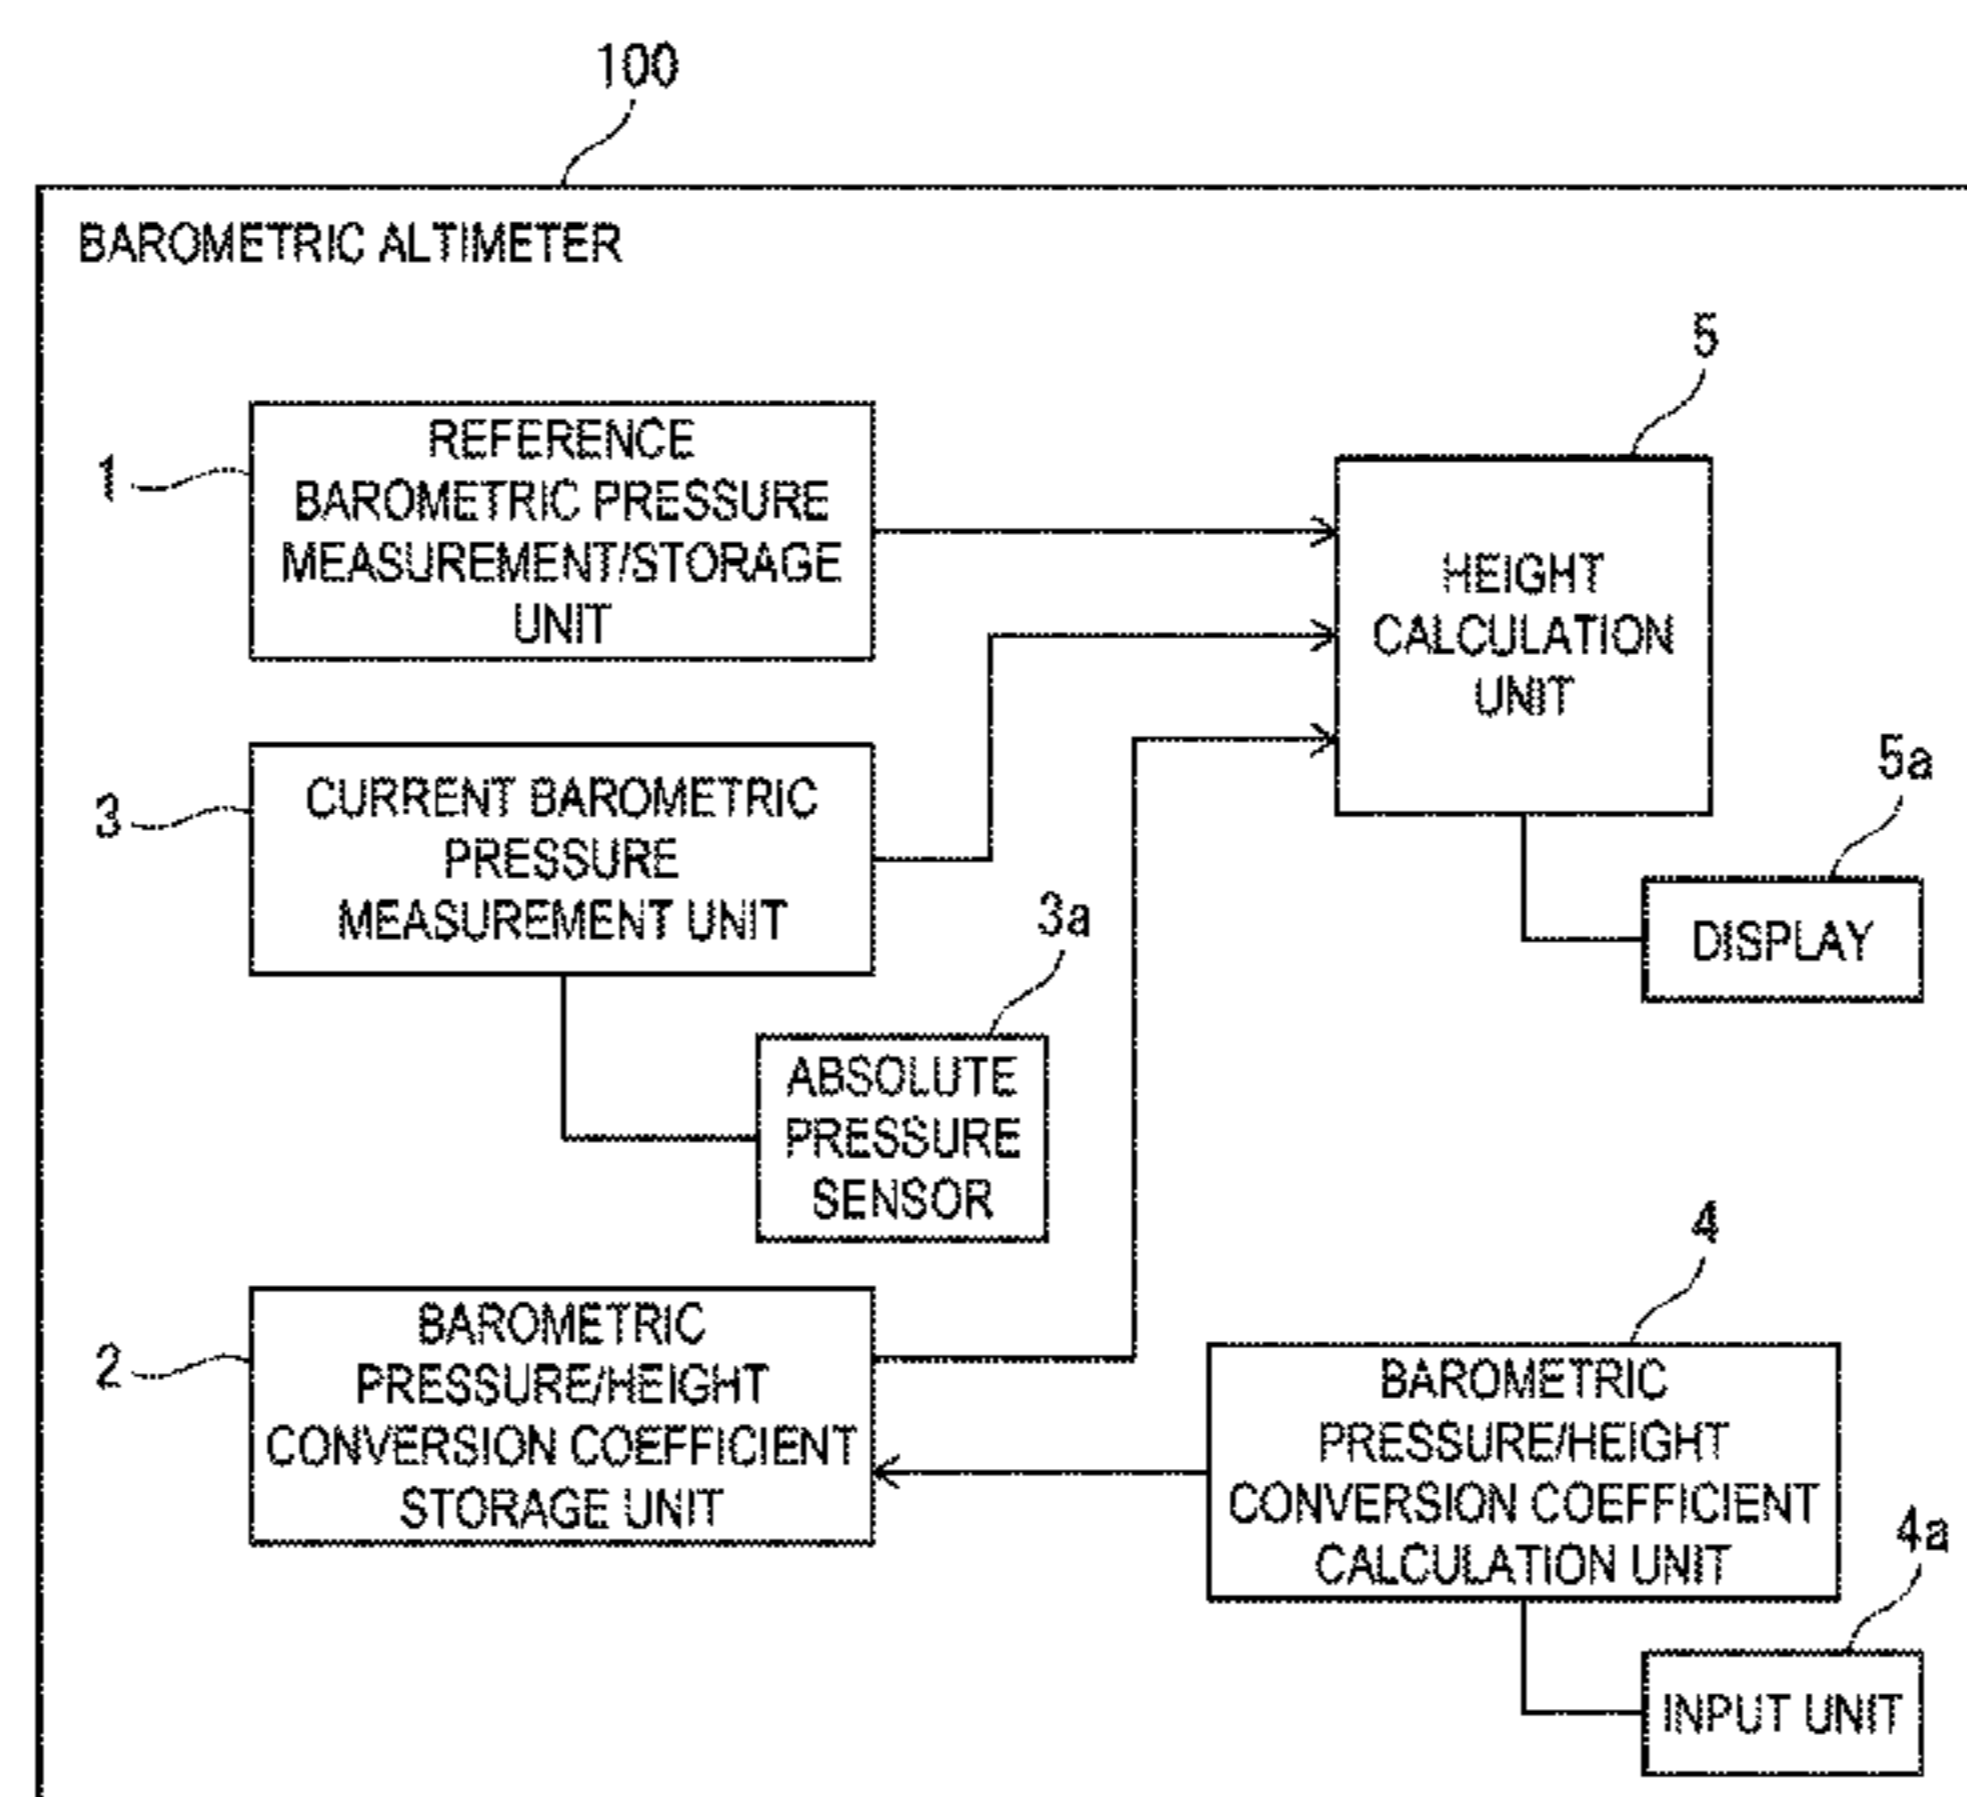 100
BAROMETRIC ALTIMETER
5
1
REFERENCE
BAROMETRIC PRESSURE
MEASUREMENT/STORAGE
UNIT
HEIGHT
CALCULATION
UNIT
3
CURRENT BAROMETRIC
PRESSURE
MEASUREMENT UNIT
5a
DISPLAY
3a
ABSOLUTE
PRESSURE
SENSOR
2
BAROMETRIC
PRESSURE/HEIGHT
CONVERSION COEFFICIENT
STORAGE UNIT
4
BAROMETRIC
PRESSURE/HEIGHT
CONVERSION COEFFICIENT
CALCULATION UNIT
4a
INPUT UNIT